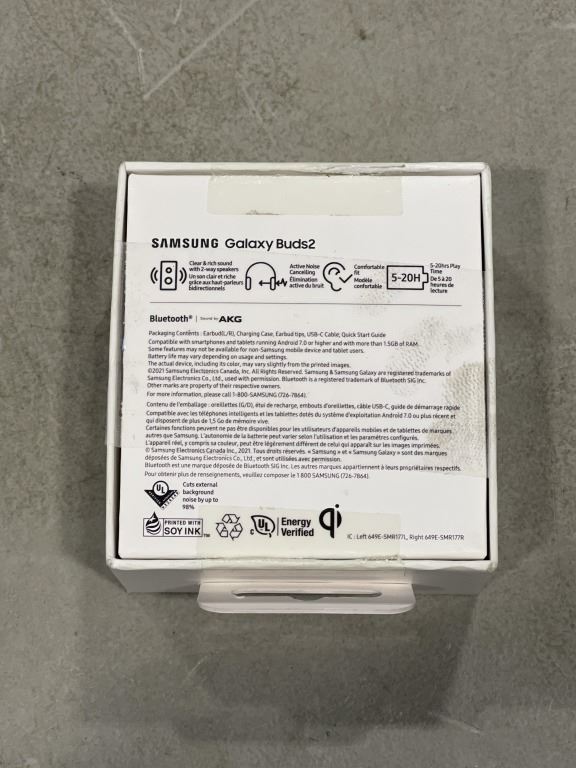 SAMSUNG Galaxy Buds2
Clear & rich sound
with 2-way speakers
Un son clair et riche
grâce aux haut-parleurs
bidirectionnels
Active Noise
Cancelling
Élimination
active du bruit
Comfortable
fit
Modèle
confortable
5-20H
5-20hrs Play
Time
De 5 à 20
heures de
lecture
Bluetooth® | Sound by AKG
Packaging Contents : Earbud(L/R), Charging Case, Earbud tips, USB-C Cable, Quick Start Guide
Compatible with smartphones and tablets running Android 7.0 or higher and with more than 1.5GB of RAM.
Some features may not be available for non-Samsung mobile device and tablet users.
Battery life may vary depending on usage and settings.
The actual device, including its color, may vary slightly from the printed images.
©2021 Samsung Electronics Canada, Inc. All Rights Reserved. Samsung & Samsung Galaxy are registered trademarks of
Samsung Electronics Co., Ltd., used with permission. Bluetooth is a registered trademark of Bluetooth SIG Inc.
Other marks are property of their respective owners.
For more information, please call 1-800-SAMSUNG (726-7864).
Contenu de l'emballage : oreillettes (G/D), étui de recharge, embouts d'oreillettes, câble USB-C, guide de démarrage rapide
Compatible avec les téléphones intelligents et les tablettes dotés du système d'exploitation Android 7.0 ou plus récent et
qui disposent de plus de 1,5 Go de mémoire vive.
Certaines fonctions peuvent ne pas être disponibles pour les utilisateurs d'appareils mobiles et de tablettes de marques
autres que Samsung. L'autonomie de la batterie peut varier selon l'utilisation et les paramètres configurés.
L'appareil réel, y compris sa couleur, peut être légèrement différent de celui qui apparaît sur les images imprimées.
© Samsung Electronics Canada Inc., 2021. Tous droits réservés. « Samsung » et « Samsung Galaxy » sont des marques
déposées de Samsung Electronics Co., Ltd., et sont utilisées avec permission.
Bluetooth est une marque déposée de Bluetooth SIG Inc. Les autres marques appartiennent à leurs propriétaires respectifs.
Pour obtenir plus de renseignements, veuillez composer le 1 800 SAMSUNG (726-7864).
UL
Cuts external
background
noise by up to
98%
PRINTED WITH
SOY INK™
c UL Energy
Verified
qi
IC : Left 649E-SMR177L, Right 649E-SMR177R